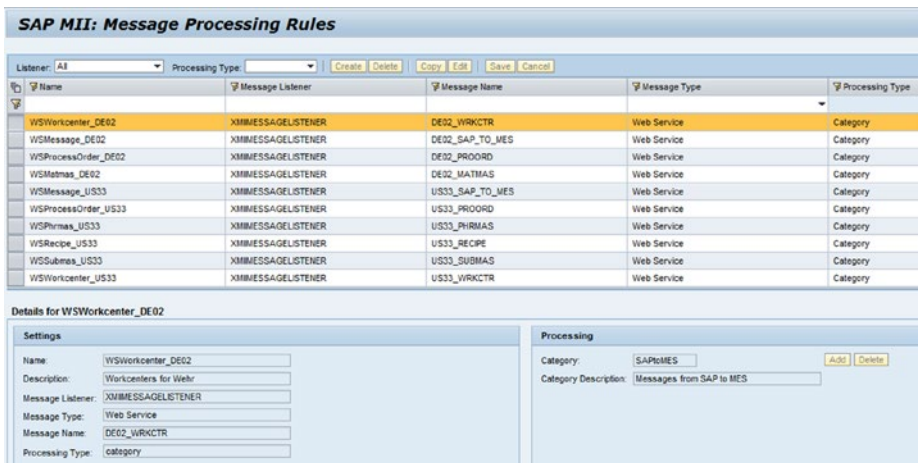 SAP MII: Message Processing Rules
Listener: All Processing Type: Create Delete Copy Edit Save Cancel
Name Message Listener Message Name Message Type Processing Type
WSWorkcenter_DE02 XMIIMESSAGELISTENER DE02_WRKCTR Web Service Category
WSMessage_DE02 XMIIMESSAGELISTENER DE02_SAP_TO_MES Web Service Category
WSProcessOrder_DE02 XMIIMESSAGELISTENER DE02_PROORD Web Service Category
WSMatmas_DE02 XMIIMESSAGELISTENER DE02_MATMAS Web Service Category
WSMessage_US33 XMIIMESSAGELISTENER US33_SAP_TO_MES Web Service Category
WSProcessOrder_US33 XMIIMESSAGELISTENER US33_PROORD Web Service Category
WSPhrmas_US33 XMIIMESSAGELISTENER US33_PHRMAS Web Service Category
WSRecipe_US33 XMIIMESSAGELISTENER US33_RECIPE Web Service Category
WSSubmas_US33 XMIIMESSAGELISTENER US33_SUBMAS Web Service Category
WSWorkcenter_US33 XMIIMESSAGELISTENER US33_WRKCTR Web Service Category
Details for WSWorkcenter_DE02
Settings Processing
Name: WSWorkcenter_DE02 Category: SAPtoMES Add Delete
Description: Workcenters for Wehr Category Description: Messages from SAP to MES
Message Listener: XMIIMESSAGELISTENER
Message Type: Web Service
Message Name: DE02_WRKCTR
Processing Type: category